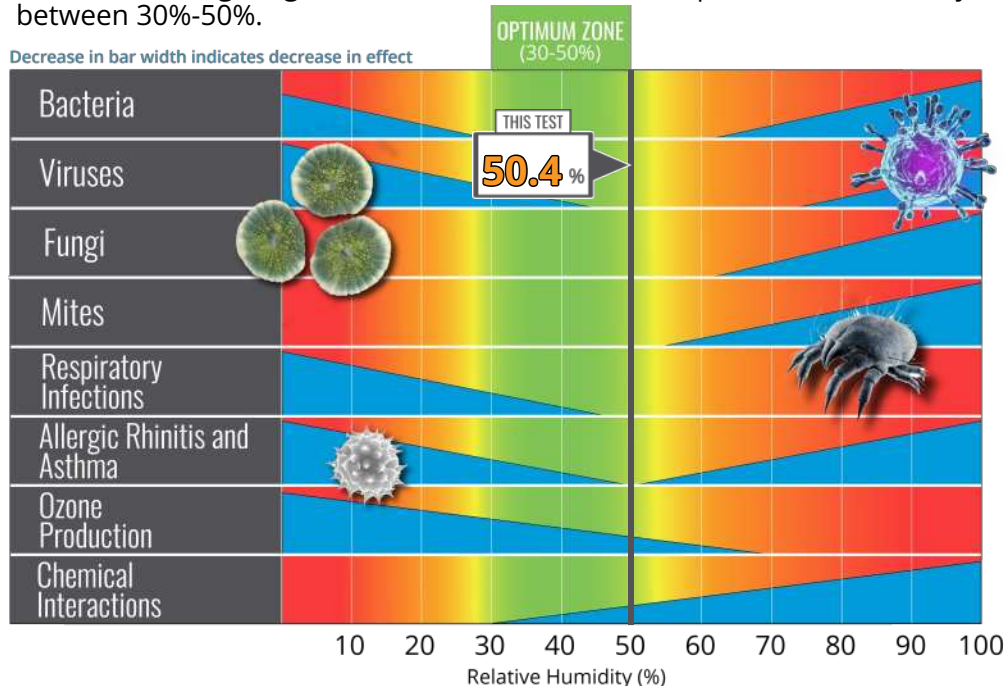 between 30%-50%.
OPTIMUM ZONE
(30-50%)
Decrease in bar width indicates decrease in effect
Bacteria
THIS TEST
50.4 %
Viruses
Fungi
Mites
Respiratory
Infections
Allergic Rhinitis and
Asthma
Ozone
Production
Chemical
Interactions
10 20 30 40 50 60 70 80 90 100
Relative Humidity (%)